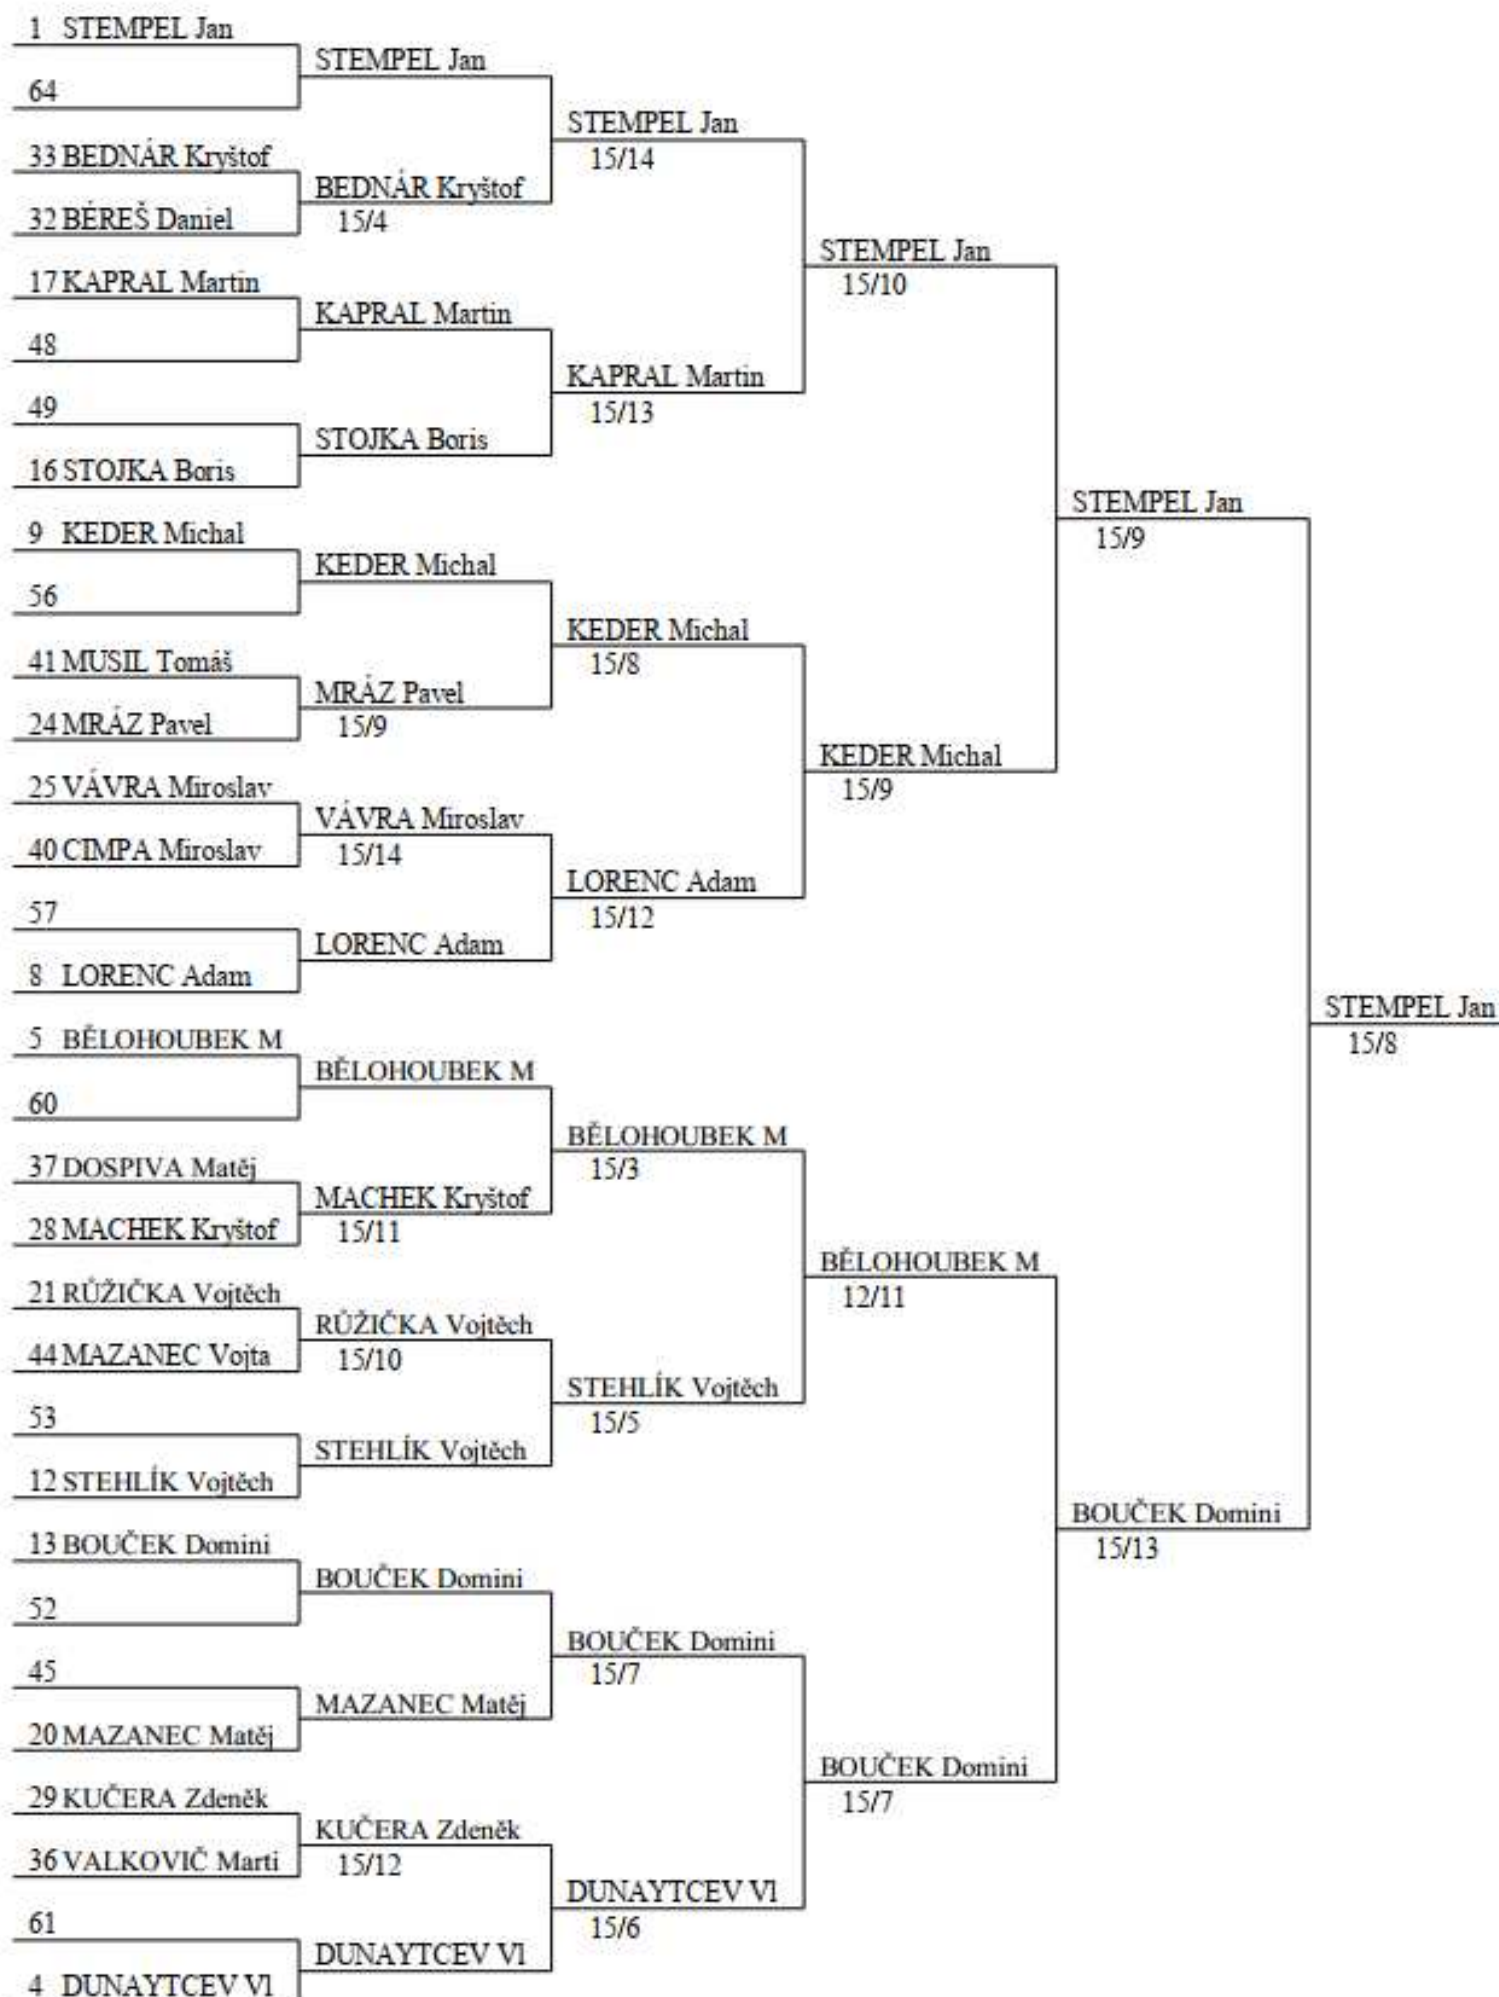 1 STEMPEL Jan
STEMPEL Jan
64
STEMPEL Jan
15/14
33 BEDNÁR Kryštof
BEDNÁR Kryštof
15/4
32 BÉREŠ Daniel
STEMPEL Jan
15/10
17 KAPRAL Martin
KAPRAL Martin
48
KAPRAL Martin
15/13
49
STOJKA Boris
16 STOJKA Boris
STEMPEL Jan
15/9
9 KEDER Michal
KEDER Michal
56
KEDER Michal
15/8
41 MUSIL Tomáš
MRÁZ Pavel
15/9
24 MRÁZ Pavel
KEDER Michal
15/9
25 VÁVRA Miroslav
VÁVRA Miroslav
15/14
40 CIMPA Miroslav
LORENC Adam
15/12
57
LORENC Adam
8 LORENC Adam
STEMPEL Jan
15/8
5 BĚLOHOUBEK M
BĚLOHOUBEK M
60
BĚLOHOUBEK M
15/3
37 DOSPIVA Matěj
MACHEK Kryštof
15/11
28 MACHEK Kryštof
BĚLOHOUBEK M
12/11
21 RŮŽIČKA Vojtěch
RŮŽIČKA Vojtěch
15/10
44 MAZANEC Vojta
STEHLÍK Vojtěch
15/5
53
STEHLÍK Vojtěch
12 STEHLÍK Vojtěch
BOUČEK Domini
15/13
13 BOUČEK Domini
BOUČEK Domini
52
BOUČEK Domini
15/7
45
MAZANEC Matěj
20 MAZANEC Matěj
BOUČEK Domini
15/7
29 KUČERA Zdeněk
KUČERA Zdeněk
15/12
36 VALKOVIČ Marti
DUNAYTCEV Vl
15/6
61
DUNAYTCEV Vl
4 DUNAYTCEV Vl